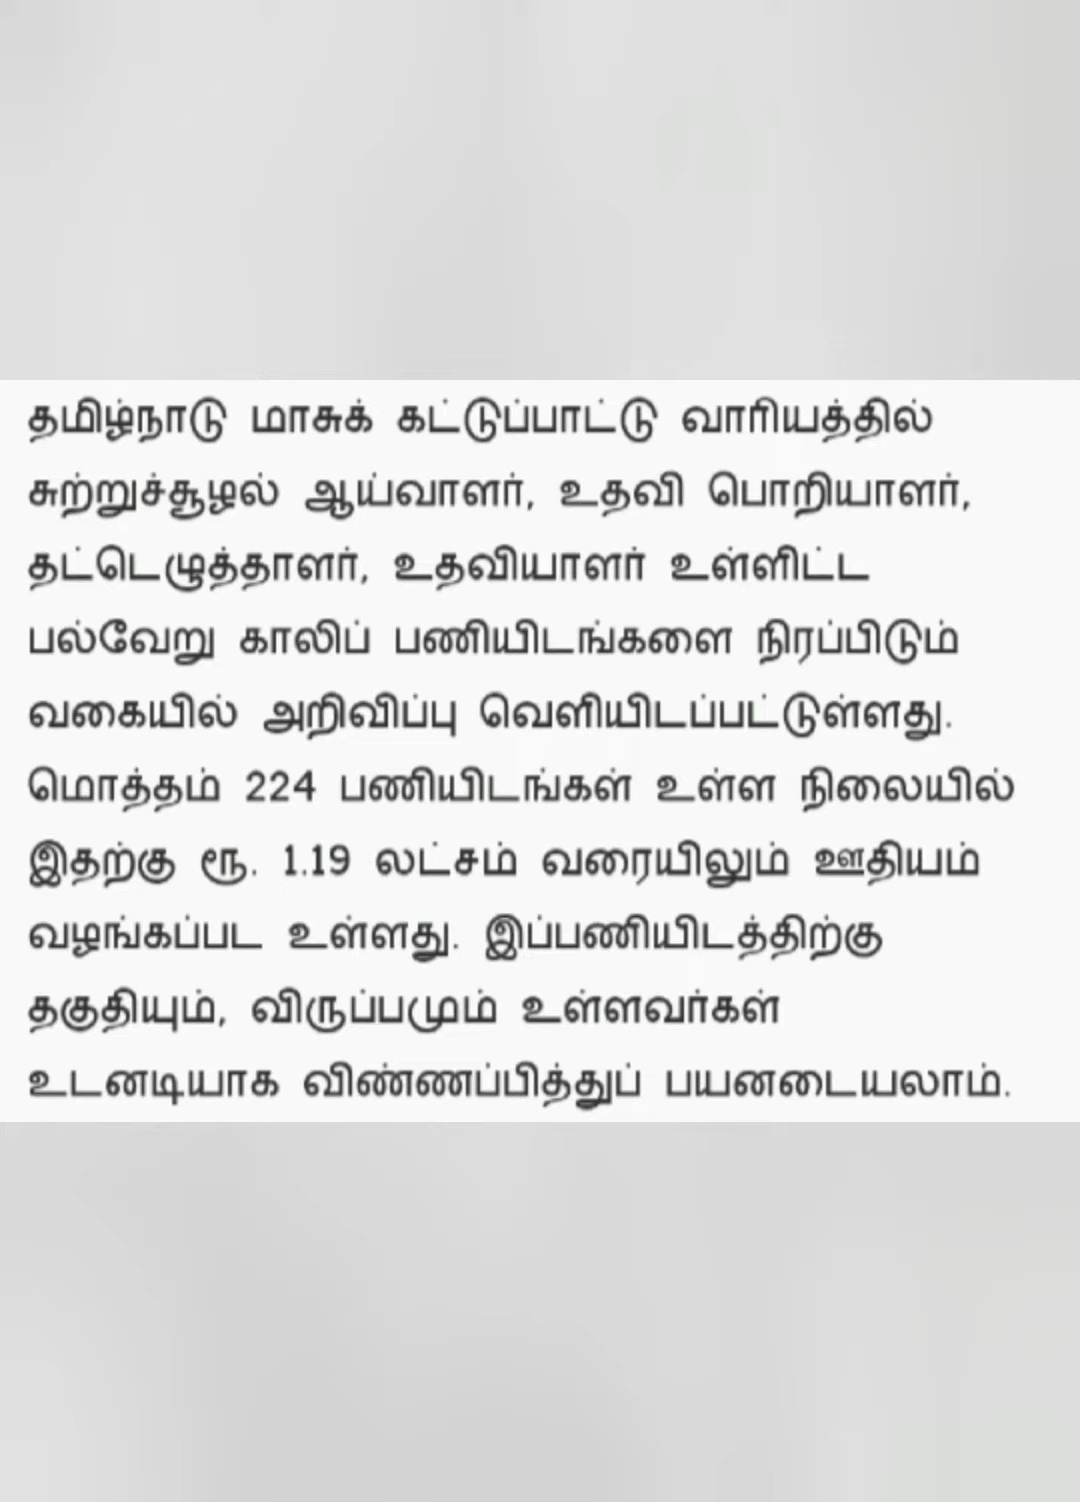 தமிழ்நாடு மாசுக் கட்டுப்பாட்டு வாரியத்தில்
சுற்றுச்சூழல் ஆய்வாளர், உதவி பொறியாளர்,
தட்டெழுத்தாளர், உதவியாளர் உள்ளிட்ட
பல்வேறு காலிப் பணியிடங்களை நிரப்பிடும்
வகையில் அறிவிப்பு வெளியிடப்பட்டுள்ளது.
மொத்தம் 224 பணியிடங்கள் உள்ள நிலையில்
இதற்கு ரூ. 1.19 லட்சம் வரையிலும் ஊதியம்
வழங்கப்பட உள்ளது. இப்பணியிடத்திற்கு
தகுதியும், விருப்பமும் உள்ளவர்கள்
உடனடியாக விண்ணப்பித்துப் பயனடையலாம்.